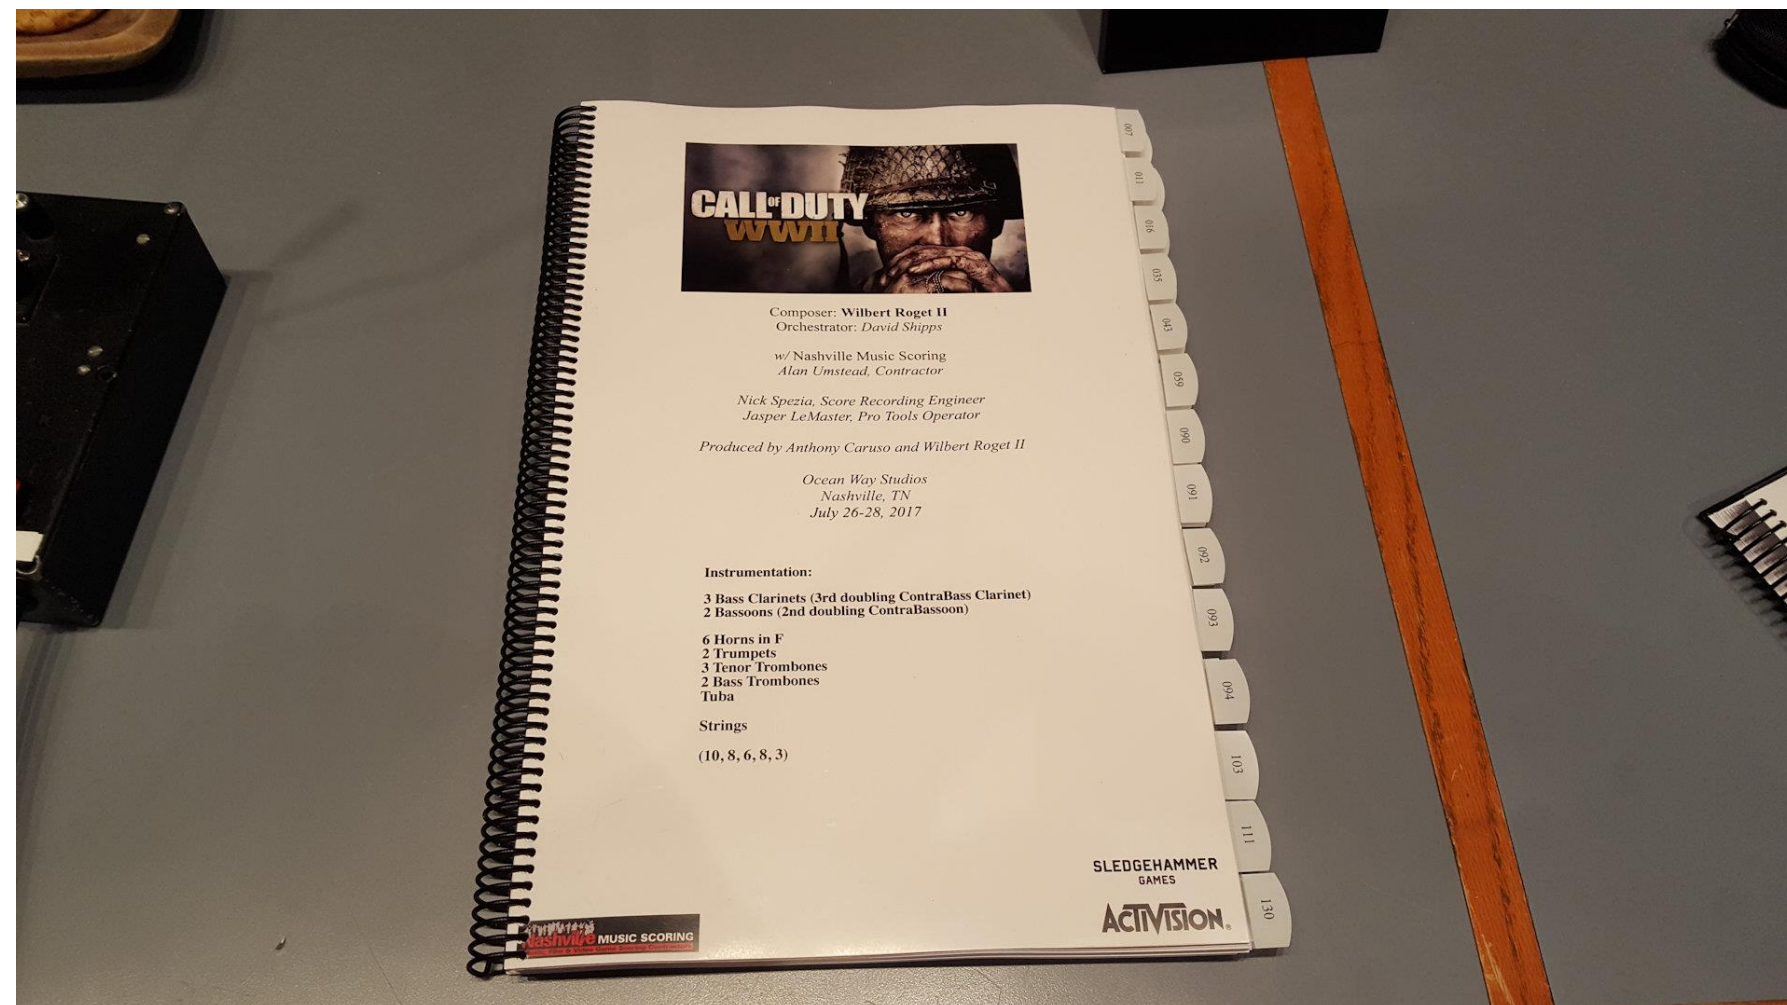 CALL OF DUTY
WWII
Composer: Wilbert Roget II
Orchestrator: David Shipps
w/ Nashville Music Scoring
Alan Umstead, Contractor
Nick Spezia, Score Recording Engineer
Jasper LeMaster, Pro Tools Operator
Produced by Anthony Caruso and Wilbert Roget II
Ocean Way Studios
Nashville, TN
July 26-28, 2017
Instrumentation:
3 Bass Clarinets (3rd doubling ContraBass Clarinet)
2 Bassoons (2nd doubling ContraBassoon)
6 Horns in F
2 Trumpets
3 Tenor Trombones
2 Bass Trombones
Tuba
Strings
(10, 8, 6, 8, 3)
SLEDGEHAMMER
GAMES
ACTIVISION®
Nashville MUSIC SCORING
007
011
016
035
043
059
090
091
092
093
094
103
111
130